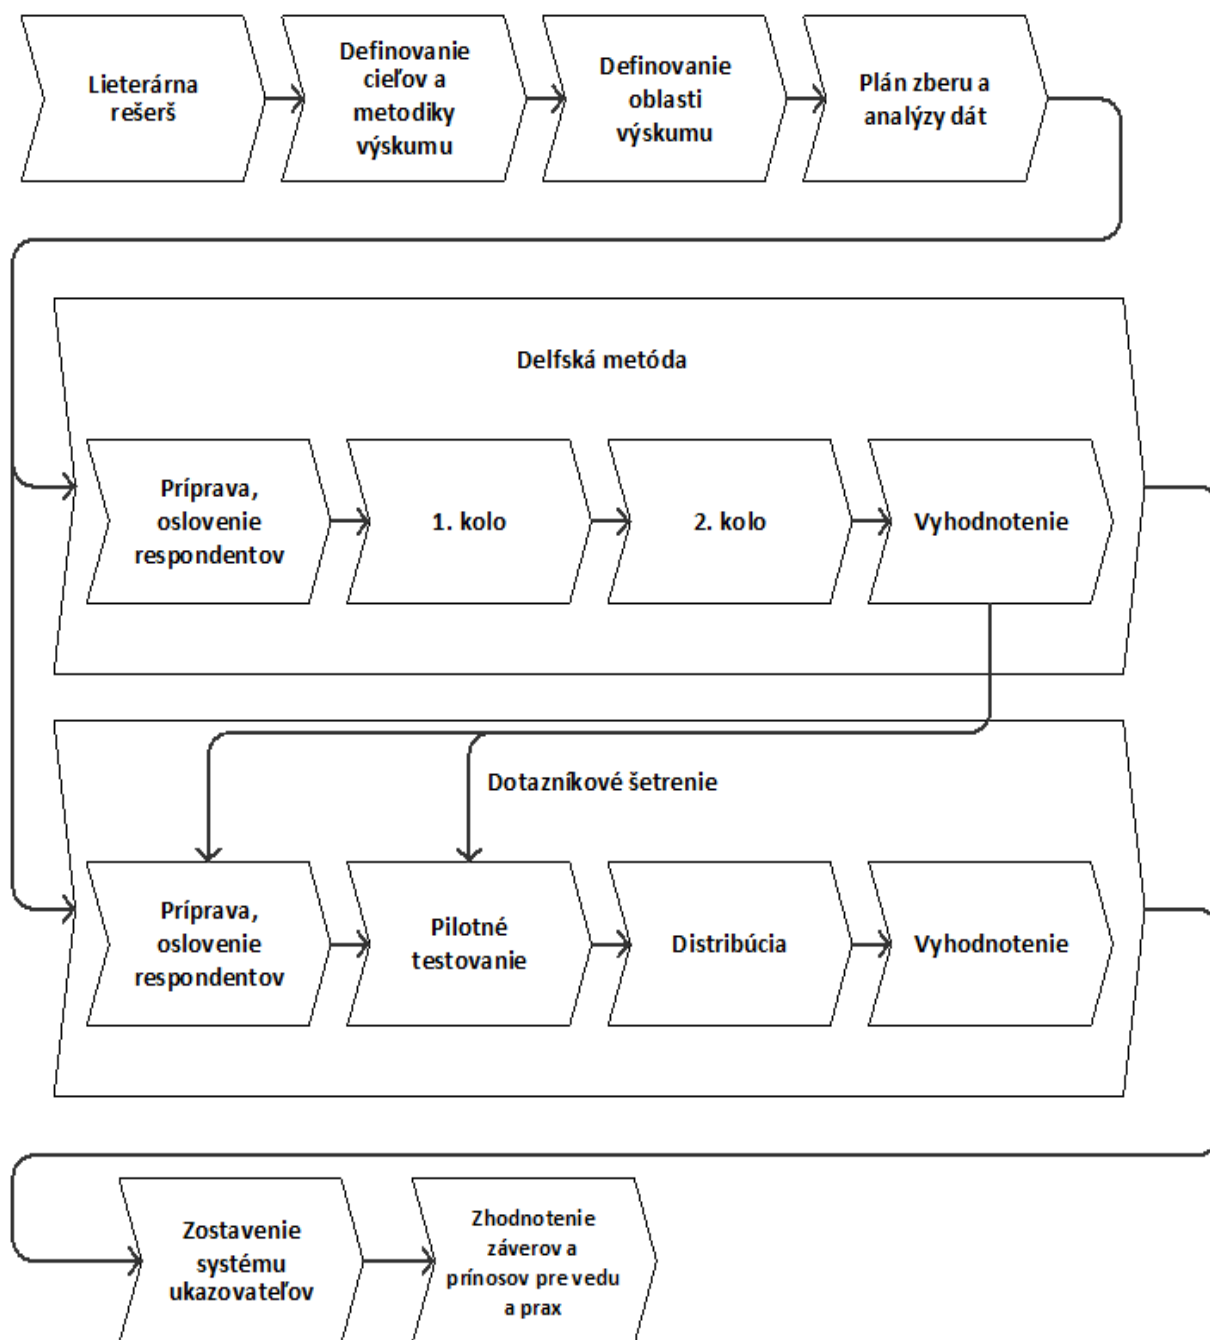 Lieterárna
rešerš
Definovanie
cieľov a
metodiky
výskumu
Definovanie
oblasti
výskumu
Plán zberu a
analýzy dát
Delfská metóda
Príprava,
oslovenie
respondentov
1. kolo
2. kolo
Vyhodnotenie
Dotazníkové šetrenie
Príprava,
oslovenie
respondentov
Pilotné
testovanie
Distribúcia
Vyhodnotenie
Zostavenie
systému
ukazovateľov
Zhodnotenie
záverov a
prínosov pre vedu
a prax